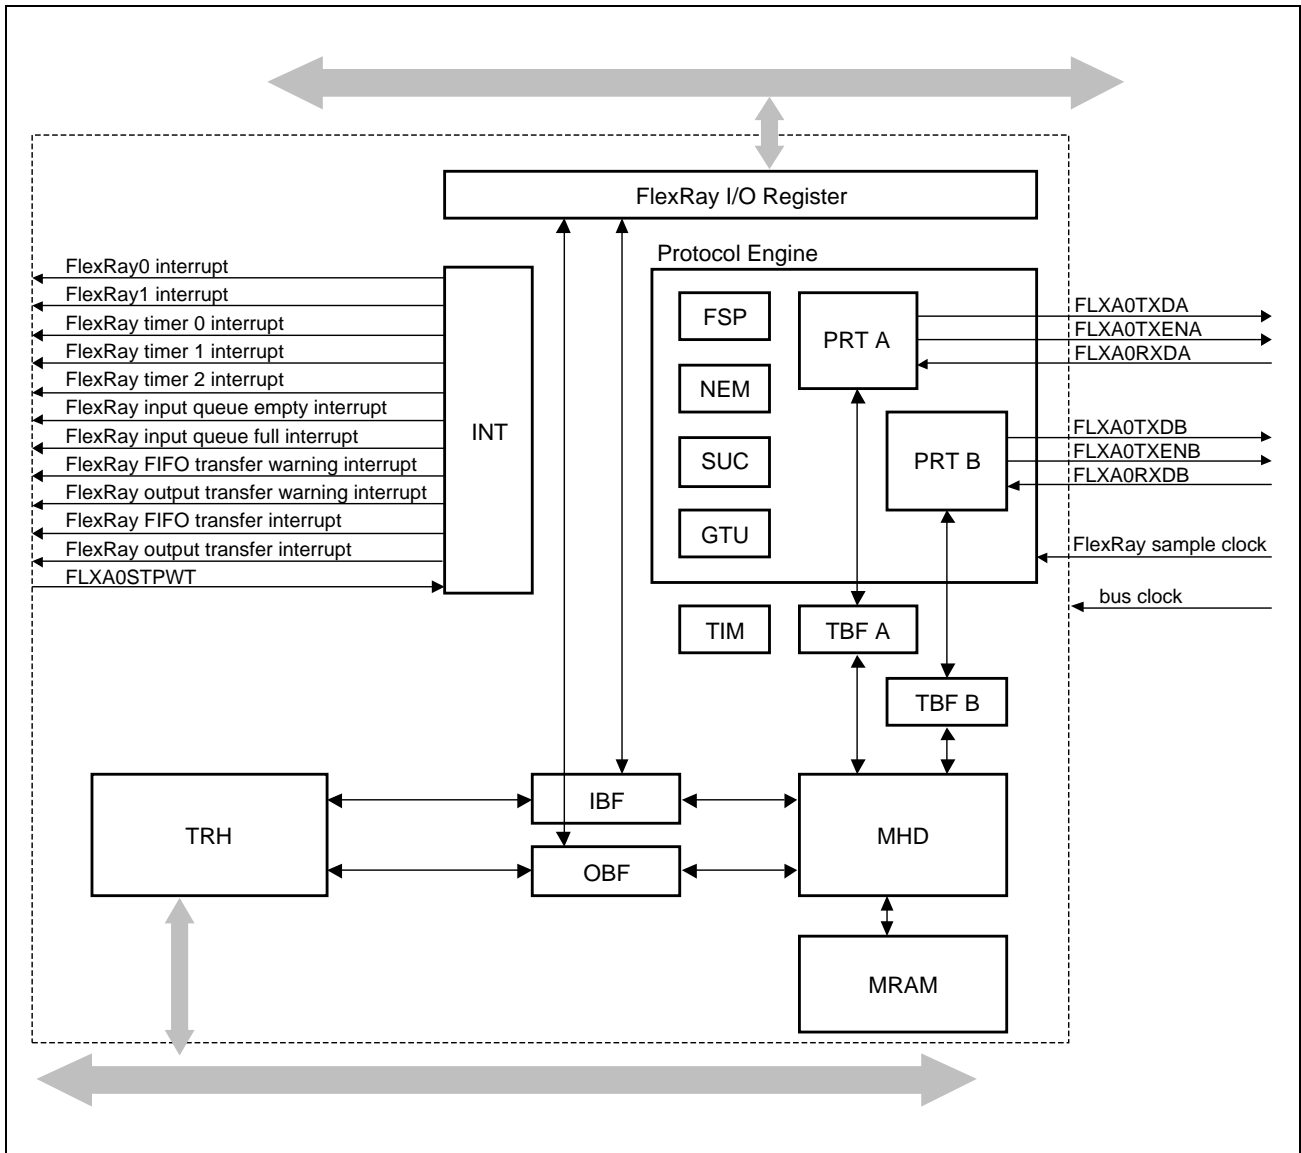 FlexRay I/O Register
Protocol Engine
FlexRay0 interrupt
FlexRay1 interrupt
FlexRay timer 0 interrupt
FlexRay timer 1 interrupt
FlexRay timer 2 interrupt
FlexRay input queue empty interrupt
FlexRay input queue full interrupt
FlexRay FIFO transfer warning interrupt
FlexRay output transfer warning interrupt
FlexRay FIFO transfer interrupt
FlexRay output transfer interrupt
FLXA0STPWT
INT
FSP
NEM
SUC
GTU
PRT A
PRT B
FLXA0TXDA
FLXA0TXENA
FLXA0RXDA
FLXA0TXDB
FLXA0TXENB
FLXA0RXDB
FlexRay sample clock
bus clock
TIM
TBF A
TBF B
TRH
IBF
OBF
MHD
MRAM